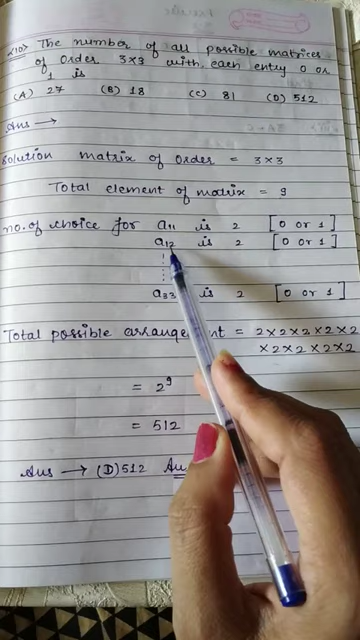 Q10) The number of all possible matrices
of order 3×3 with each entry 0 or
1 is
(A) 27 (B) 18 (C) 81 (D) 512
Ans →
Solution matrix of order = 3×3
Total element of matrix = 9
no. of choice for a11 is 2 [0 or 1]
a12 is 2 [0 or 1]
a33 is 2 [0 or 1]
Total possible arrangement = 2×2×2×2×2
×2×2×2×2
= 2⁹
= 512
Ans → (D) 512